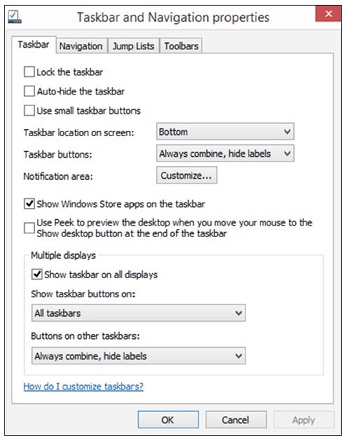 Taskbar and Navigation properties
Taskbar
Navigation
Jump Lists
Toolbars
Lock the taskbar
Auto-hide the taskbar
Use small taskbar buttons
Taskbar location on screen:
Bottom
Taskbar buttons:
Always combine, hide labels
Notification area:
Customize...
Show Windows Store apps on the taskbar
Use Peek to preview the desktop when you move your mouse to the
Show desktop button at the end of the taskbar
Multiple displays
Show taskbar on all displays
Show taskbar buttons on:
All taskbars
Buttons on other taskbars:
Always combine, hide labels
How do I customize taskbars?
OK
Cancel
Apply